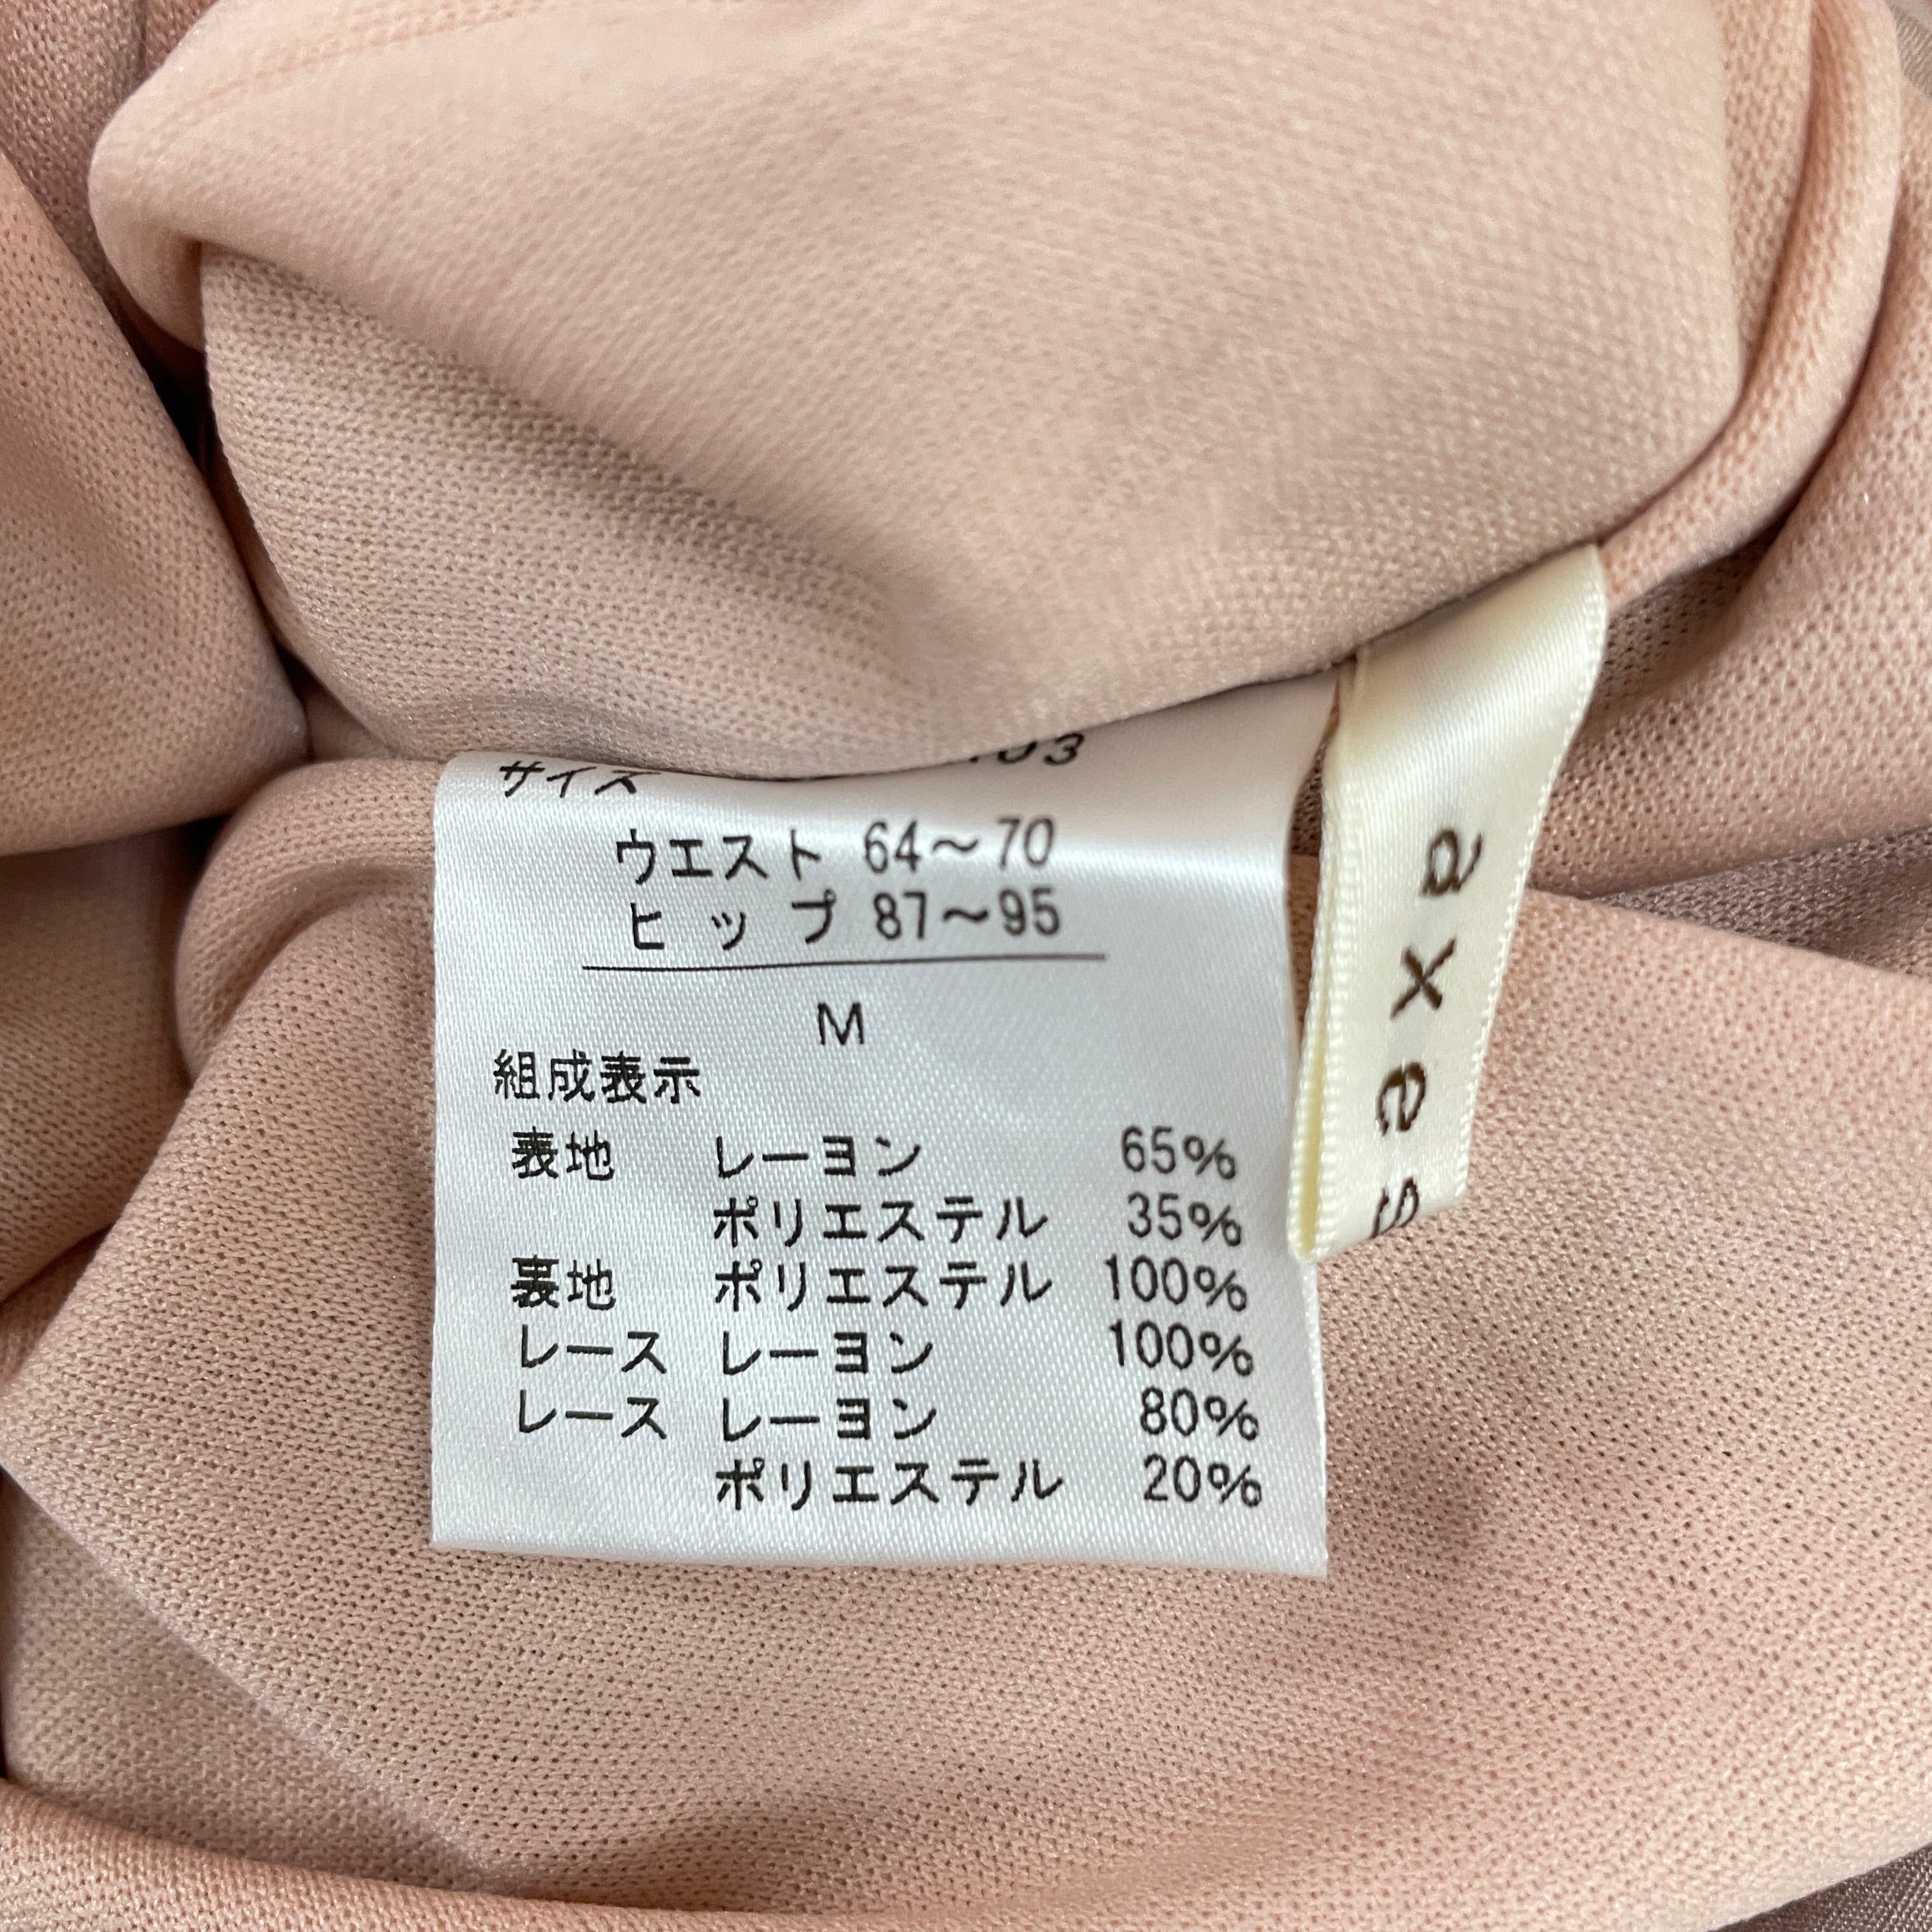 サイズ
ウエスト 64〜70
ヒップ 87〜95
M
組成表示
表地 レーヨン 65%
ポリエステル 35%
裏地 ポリエステル 100%
レース レーヨン 100%
レース レーヨン 80%
ポリエステル 20%
axes